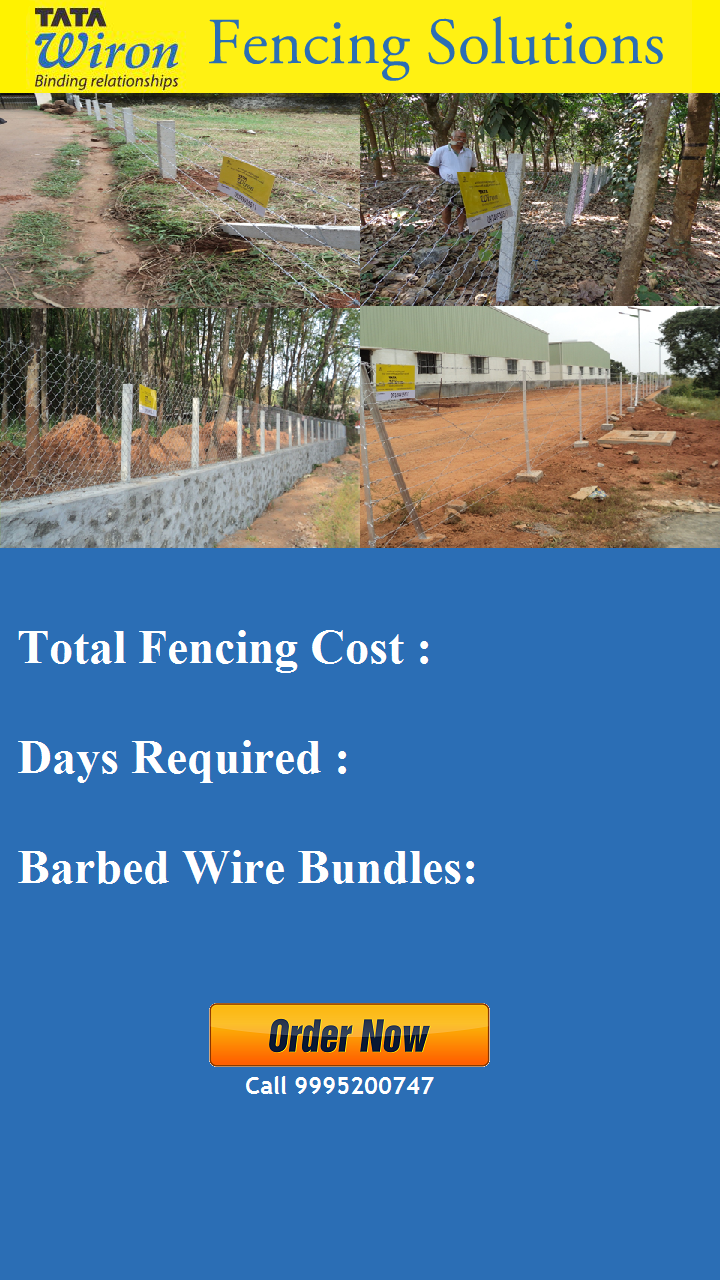 TATA
Wiron
Binding relationships
Fencing Solutions
Total Fencing Cost :
Days Required :
Barbed Wire Bundles:
Order Now
Call 9995200747